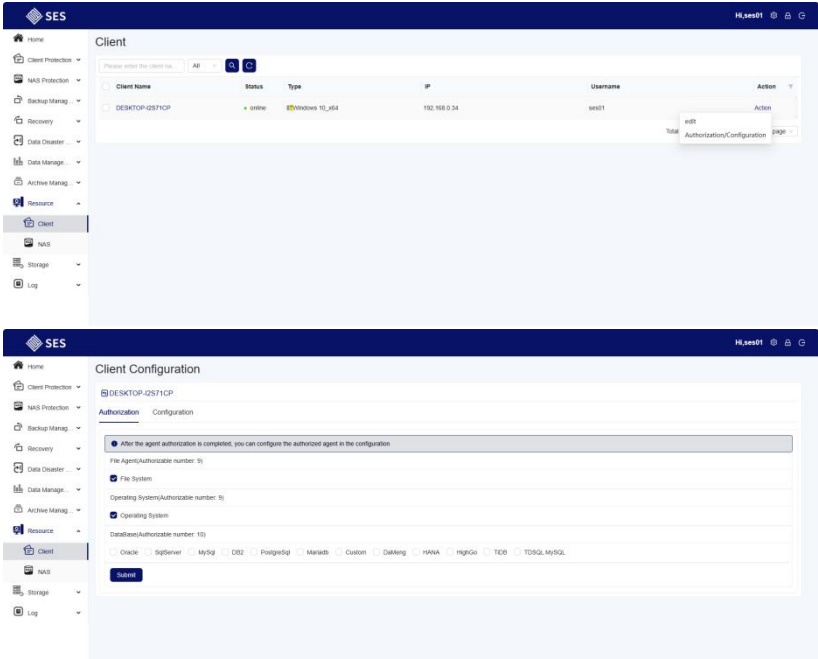 SES
Hi,ses01
Home
Client Protection
NAS Protection
Backup Manag...
Recovery
Data Disaster ...
Data Manage...
Archive Manag...
Resource
Client
NAS
Storage
Log
Client
Please enter the client na...
All
Client Name Status Type IP Username Action
DESKTOP-I2S71CP online Windows 10_x64 192.168.0.34 ses01 Action
edit
Authorization/Configuration
Total
page
SES
Hi,ses01
Home
Client Protection
NAS Protection
Backup Manag...
Recovery
Data Disaster ...
Data Manage...
Archive Manag...
Resource
Client
NAS
Storage
Log
Client Configuration
DESKTOP-I2S71CP
Authorization Configuration
After the agent authorization is completed, you can configure the authorized agent in the configuration
File Agent(Authorizable number: 9)
File System
Operating System(Authorizable number: 9)
Operating System
DataBase(Authorizable number: 10)
Oracle SqlServer MySql DB2 PostgreSql Mariadb Custom DaMeng HANA HighGo TiDB TDSQL MySQL
Submit